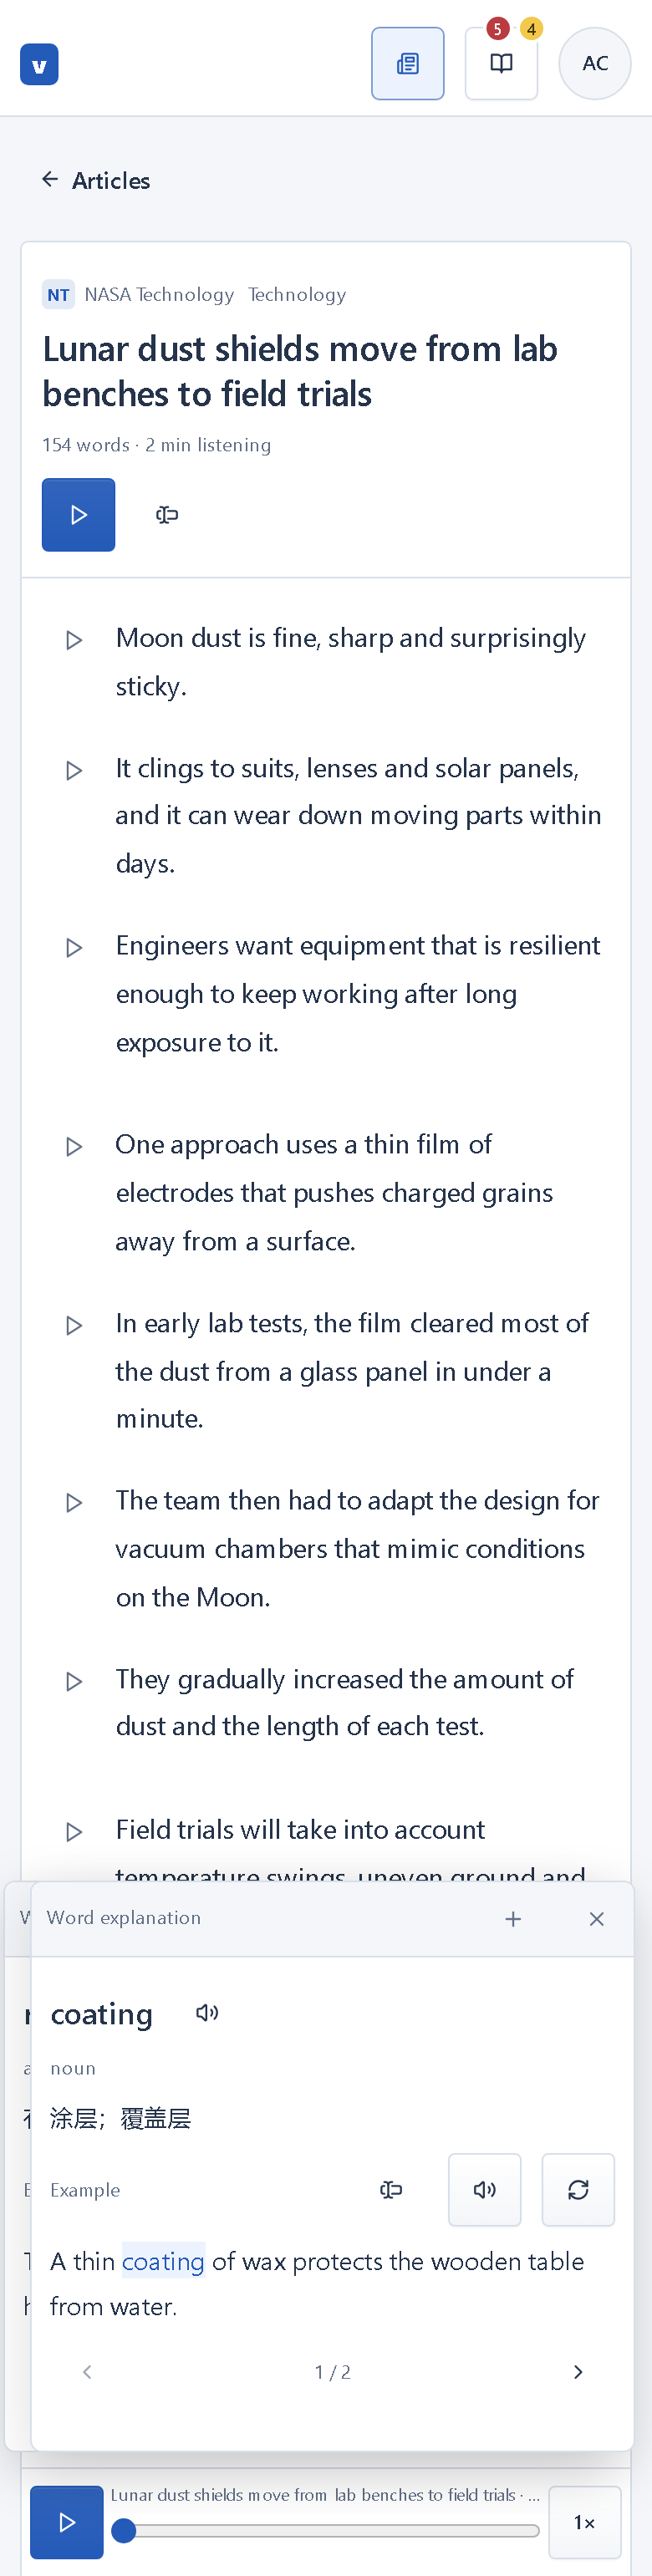 v
5
4
AC
Articles
NT NASA Technology Technology
Lunar dust shields move from lab
benches to field trials
154 words · 2 min listening
Moon dust is fine, sharp and surprisingly
sticky.
It clings to suits, lenses and solar panels,
and it can wear down moving parts within
days.
Engineers want equipment that is resilient
enough to keep working after long
exposure to it.
One approach uses a thin film of
electrodes that pushes charged grains
away from a surface.
In early lab tests, the film cleared most of
the dust from a glass panel in under a
minute.
The team then had to adapt the design for
vacuum chambers that mimic conditions
on the Moon.
They gradually increased the amount of
dust and the length of each test.
Field trials will take into account
temperature swings, uneven ground and
Word explanation
coating
noun
涂层；覆盖层
Example
A thin coating of wax protects the wooden table
from water.
1 / 2
Lunar dust shields move from lab benches to field trials · ...
1×